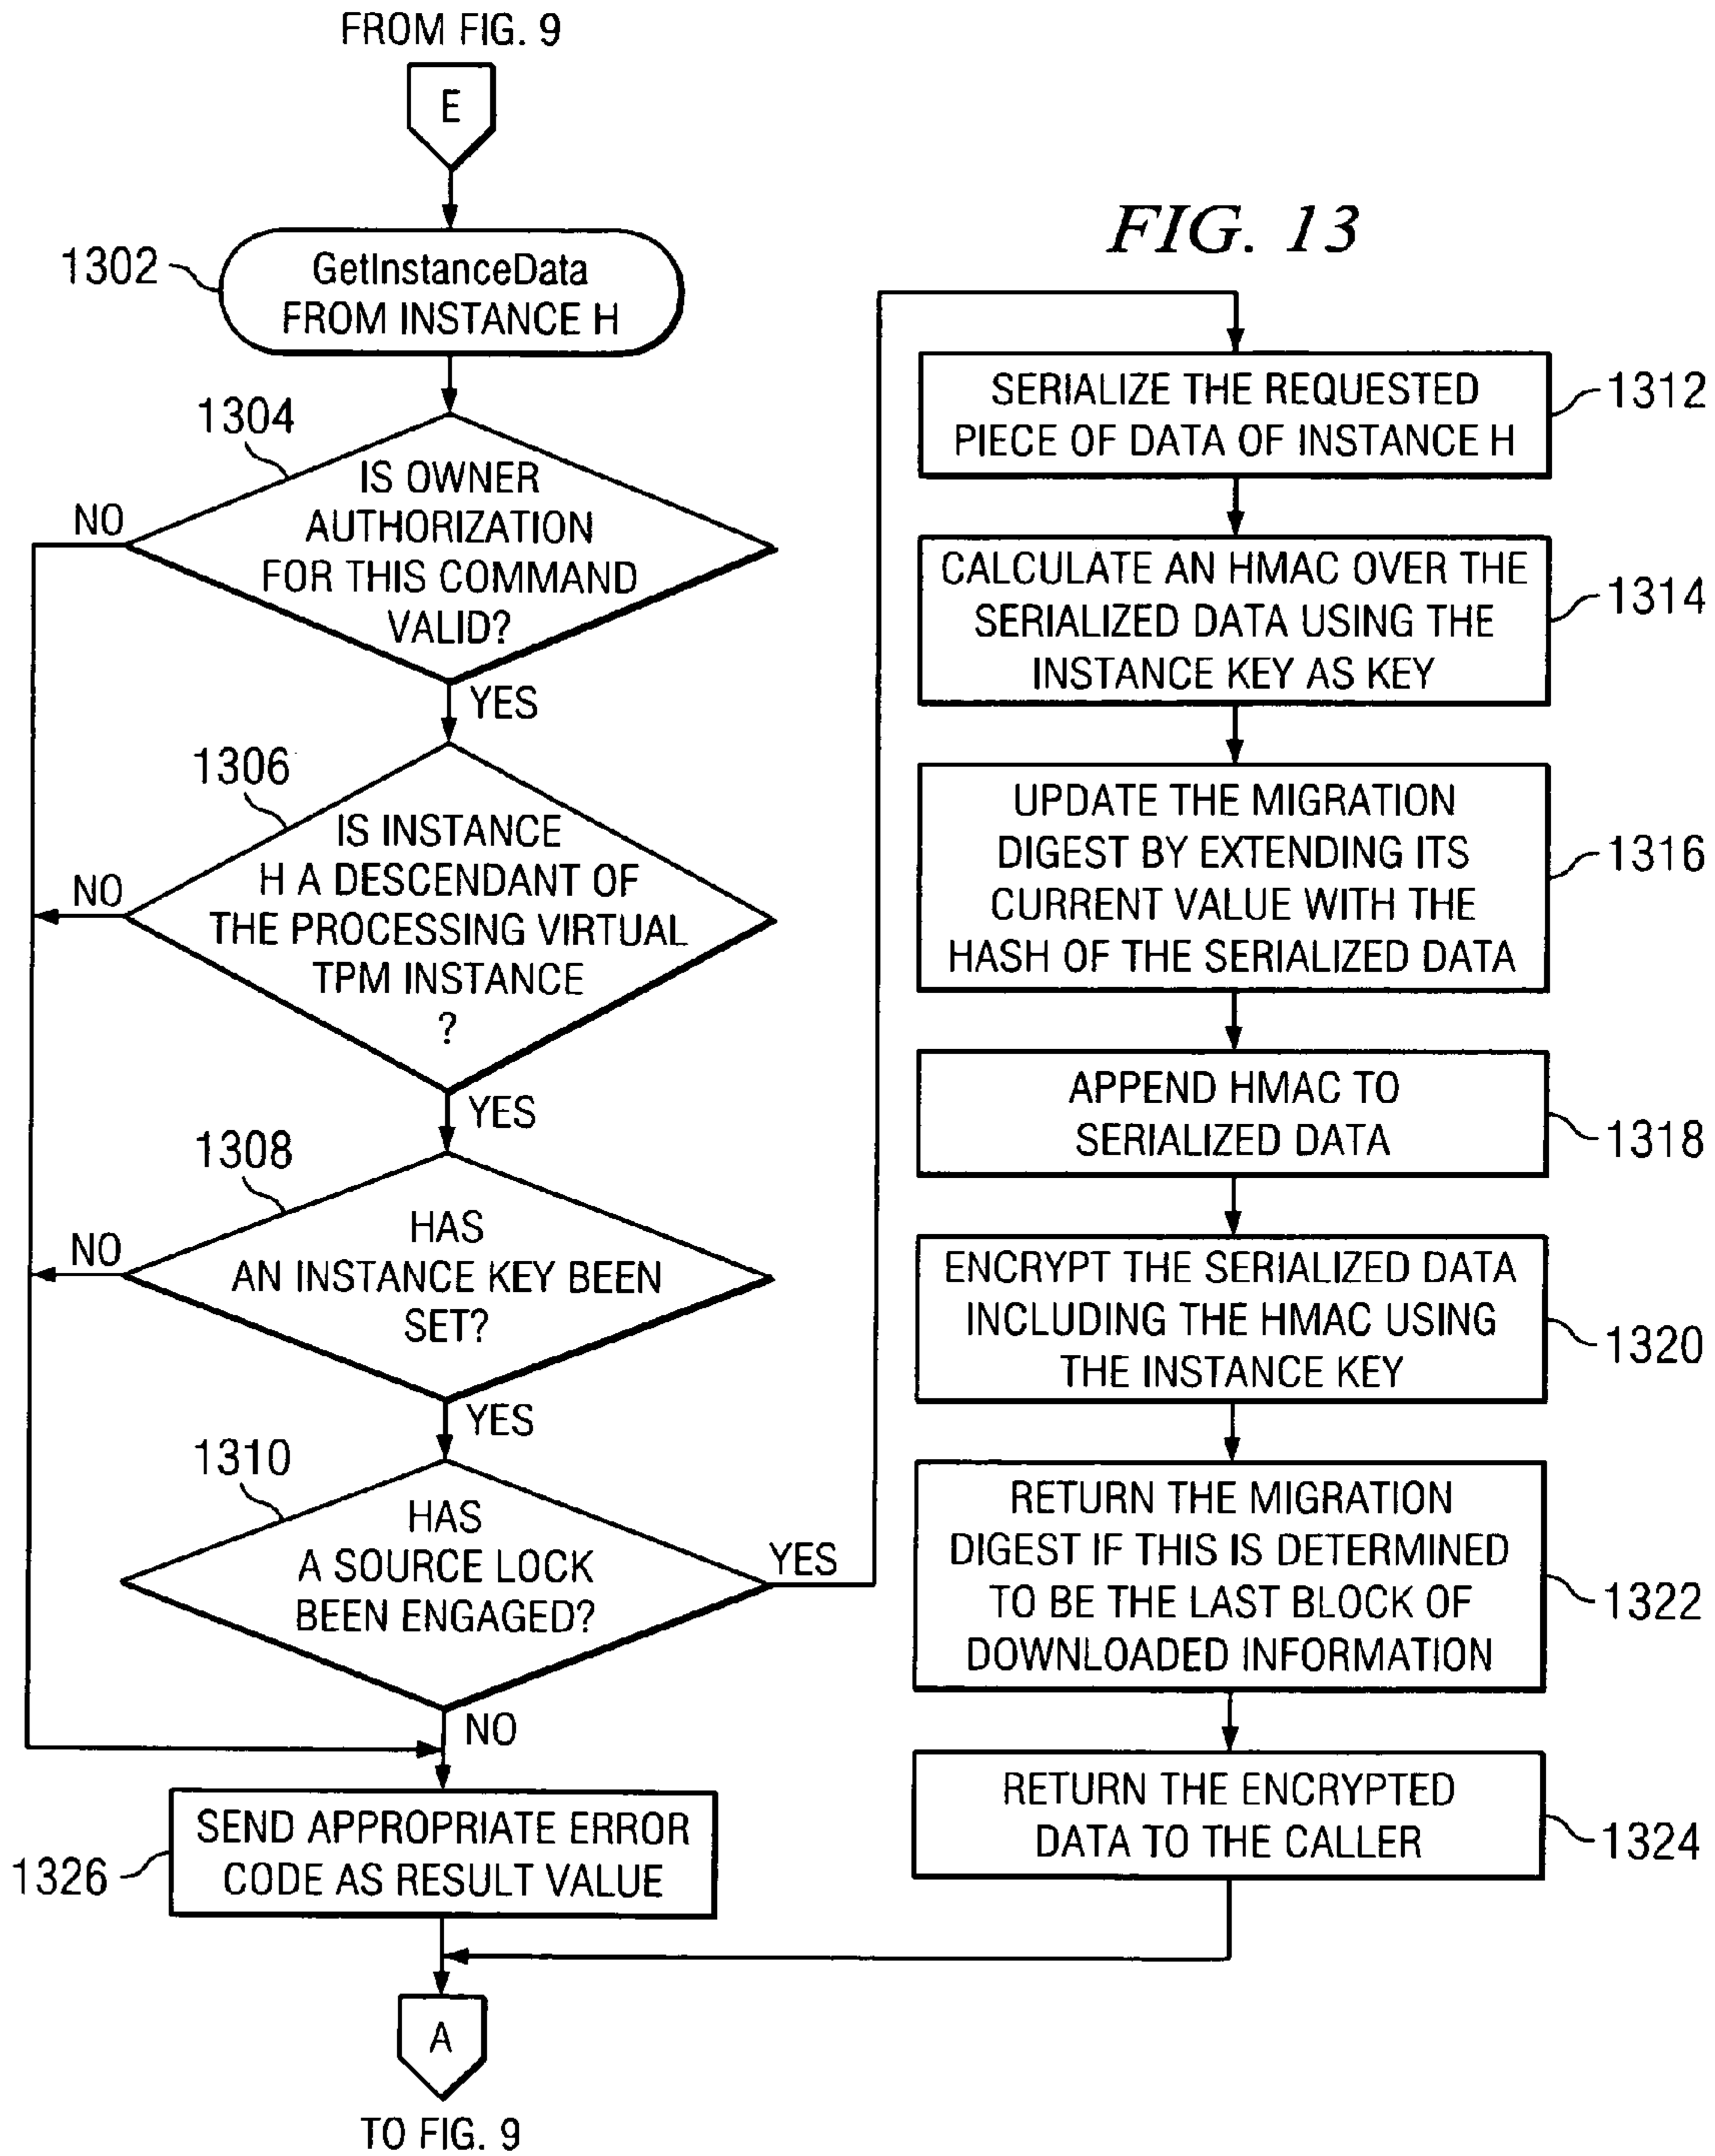 FROM FIG. 9
E
FIG. 13
1302
GetInstanceData
FROM INSTANCE H
1304
IS OWNER
AUTHORIZATION
FOR THIS COMMAND
VALID?
NO
YES
1306
IS INSTANCE
H A DESCENDANT OF
THE PROCESSING VIRTUAL
TPM INSTANCE
?
NO
YES
1308
HAS
AN INSTANCE KEY BEEN
SET?
NO
YES
1310
HAS
A SOURCE LOCK
BEEN ENGAGED?
YES
NO
1326
SEND APPROPRIATE ERROR
CODE AS RESULT VALUE
SERIALIZE THE REQUESTED
PIECE OF DATA OF INSTANCE H
1312
CALCULATE AN HMAC OVER THE
SERIALIZED DATA USING THE
INSTANCE KEY AS KEY
1314
UPDATE THE MIGRATION
DIGEST BY EXTENDING ITS
CURRENT VALUE WITH THE
HASH OF THE SERIALIZED DATA
1316
APPEND HMAC TO
SERIALIZED DATA
1318
ENCRYPT THE SERIALIZED DATA
INCLUDING THE HMAC USING
THE INSTANCE KEY
1320
RETURN THE MIGRATION
DIGEST IF THIS IS DETERMINED
TO BE THE LAST BLOCK OF
DOWNLOADED INFORMATION
1322
RETURN THE ENCRYPTED
DATA TO THE CALLER
1324
A
TO FIG. 9